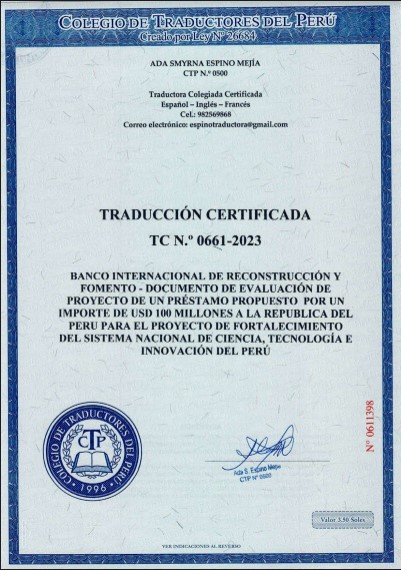 COLEGIO DE TRADUCTORES DEL PERÚ
Creado por Ley N° 26684
ADA SMYRNA ESPINO MEJÍA
CTP N.º 0500
Traductora Colegiada Certificada
Español – Inglés – Francés
Cel.: 982569868
Correo electrónico: espinotraductora@gmail.com
TRADUCCIÓN CERTIFICADA
TC N.º 0661-2023
BANCO INTERNACIONAL DE RECONSTRUCCIÓN Y
FOMENTO - DOCUMENTO DE EVALUACIÓN DE
PROYECTO DE UN PRÉSTAMO PROPUESTO POR UN
IMPORTE DE USD 100 MILLONES A LA REPUBLICA DEL
PERU PARA EL PROYECTO DE FORTALECIMIENTO
DEL SISTEMA NACIONAL DE CIENCIA, TECNOLOGÍA E
INNOVACIÓN DEL PERÚ
COLEGIO DE TRADUCTORES DEL PERÚ
CTP
• 1996 •
Ada S. Espino Mejía
CTP N° 0500
N° 0611398
Valor 3.50 Soles
VER INDICACIONES AL REVERSO